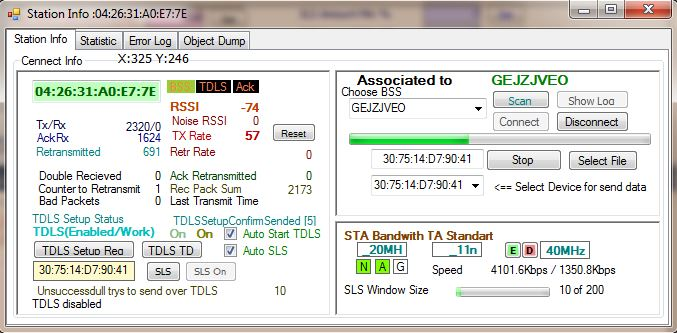 Station Info :04:26:31:A0:E7:7E
Station Info Statistic Error Log Object Dump
Cennect Info X:325 Y:246
04:26:31:A0:E7:7E
BSS: TDLS Ack
RSSI -74
Noise RSSI 0
TX Rate 57
Retr Rate 0
Reset
Tx/Rx 2320/0
AckRx 1624
Retransmitted 691
Double Recieved 0
Counter to Retransmit 1
Bad Packets 0
Ack Retransmitted 0
Rec Pack Sum 2173
Last Transmit Time
TDLS Setup Status
TDLSSetupConfirmSended [5]
TDLS(Enabled/Work) On On Auto Start TDLS
TDLS Setup Req TDLS TD Auto SLS
30:75:14:D7:90:41 SLS SLS On
Unsuccessdull trys to send over TDLS 10
TDLS disabled
Associated to GEJZJVEO
Choose BSS
GEJZJVEO
Scan Show Log
Connect Disconnect
30:75:14:D7:90:41 Stop Select File
30:75:14:D7:90:41 <== Select Device for send data
STA Bandwith TA Standart
_20MH _11n E D 40MHz
N A G Speed 4101.6Kbps / 1350.8Kbps
SLS Window Size 10 of 200